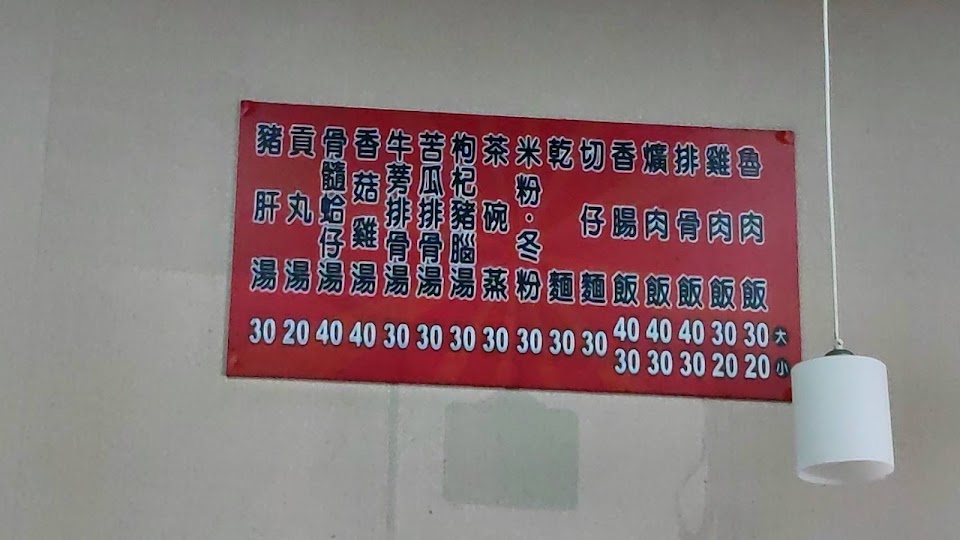 魯肉飯 大30 小20
雞肉飯 30 20
排骨飯 40 30
爌肉飯 40 30
香腸飯 40 30
切仔麵 30
乾麵 30
米粉·冬粉 30
茶碗蒸 30
枸杞豬腦湯 30
苦瓜排骨湯 30
牛蒡排骨湯 30
香菇雞湯 40
骨髓蛤仔湯 40
貢丸湯 20
豬肝湯 30